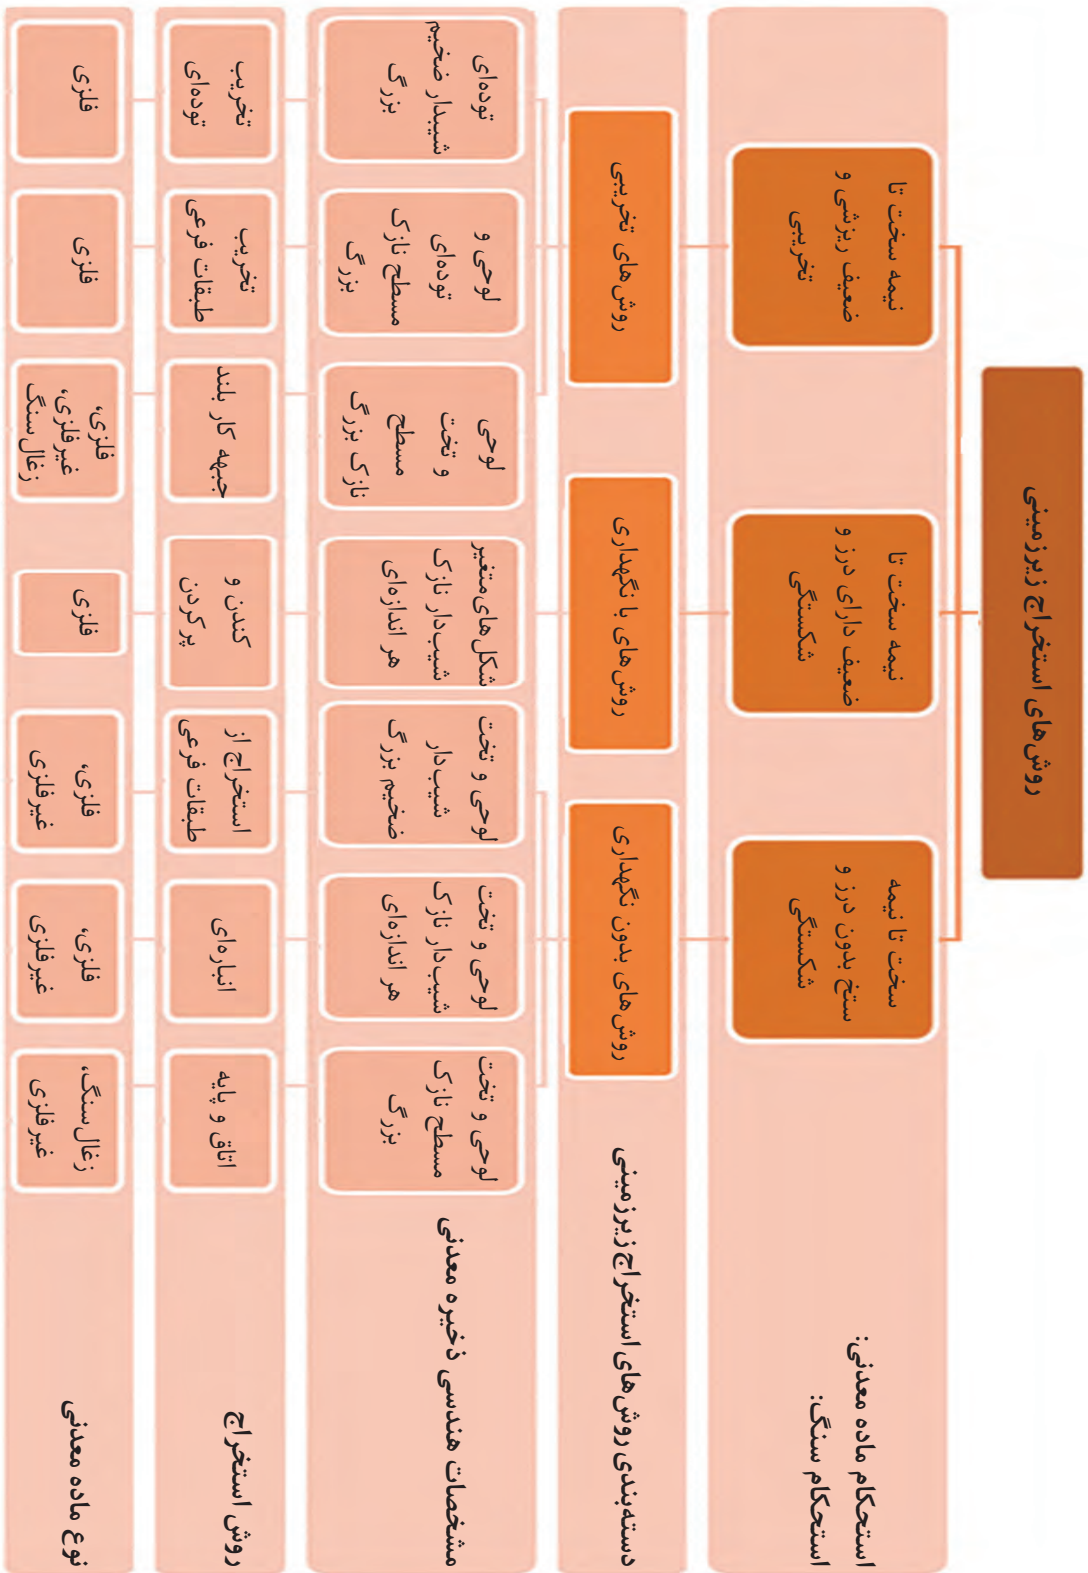 روش‌های استخراج زیرزمینی
استحکام ماده معدنی:
استحکام سنگ:
سخت تا نیمه
ستخ بدون درز و
شکستگی
نیمه سخت تا
ضعیف دارای درز و
شکستگی
نیمه سخت تا
ضعیف ریزشی و
تخریبی
دسته‌بندی روش‌های استخراج زیرزمینی
روش‌های بدون نگهداری
روش‌های با نگهداری
روش‌های تخریبی
مشخصات هندسی ذخیره معدنی
لوحی و تخت
مسطح نازک
بزرگ
لوحی و تخت
شیب‌دار نازک
هر اندازه‌ای
لوحی و تخت
شیب‌دار
ضخیم بزرگ
شکل‌های متغیر
شیب‌دار نازک
هر اندازه‌ای
لوحی
و تخت
مسطح
نازک بزرگ
لوحی و
توده‌ای
مسطح نازک
بزرگ
توده‌ای
شیبدار ضخیم
بزرگ
روش استخراج
اتاق و پایه
انباره‌ای
استخراج از
طبقات فرعی
کندن و
پر کردن
جبهه کار بلند
تخریب
طبقات فرعی
تخریب
توده‌ای
نوع ماده معدنی
زغال سنگ،
غیر فلزی
فلزی،
غیرفلزی
فلزی،
غیرفلزی
فلزی
فلزی،
غیرفلزی،
زغال سنگ
فلزی
فلزی